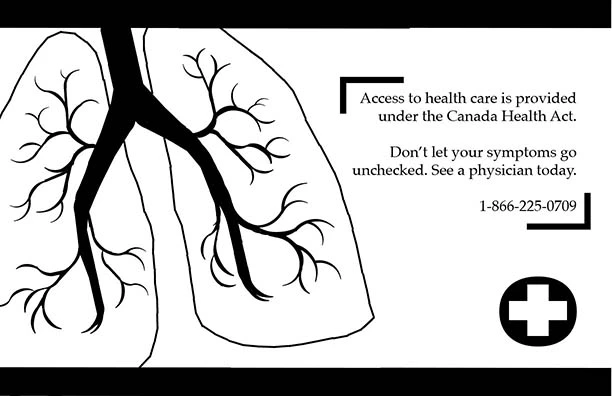 Access to health care is provided
under the Canada Health Act.
Don’t let your symptoms go
unchecked. See a physician today.
1-866-225-0709